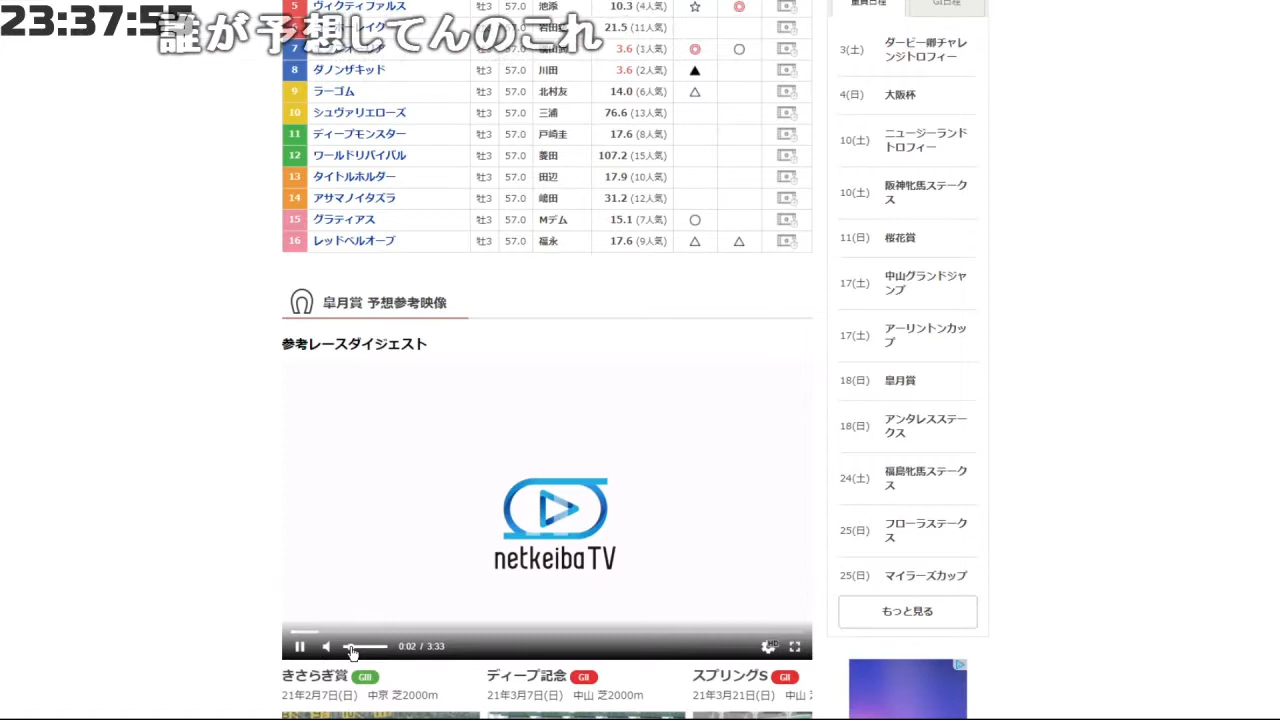 23:37:55
誰が予想してんのこれ
5 ヴィクティファルス 牡3 57.0 池添 10.3 (4人気) ☆ ◎
21.5 (11人気)
7 3.6 (1人気) ◎ ○
8 ダノンザキッド 牡3 57.0 川田 3.6 (2人気) ▲
9 ラーゴム 牡3 57.0 北村友 14.0 (6人気) △
10 シュヴァリエローズ 牡3 57.0 三浦 76.6 (13人気)
11 ディープモンスター 牡3 57.0 戸崎圭 17.6 (8人気)
12 ワールドリバイバル 牡3 57.0 菱田 107.2 (15人気)
13 タイトルホルダー 牡3 57.0 田辺 17.9 (10人気)
14 アサマノイタズラ 牡3 57.0 嶋田 31.2 (12人気)
15 グラティアス 牡3 57.0 Mデム 15.1 (7人気) ○
16 レッドベルオーブ 牡3 57.0 福永 17.6 (9人気) △ △
皐月賞 予想参考映像
参考レースダイジェスト
netkeibaTV
0:02 / 3:33
HD
きさらぎ賞 GIII
21年2月7日(日) 中京 芝2000m
ディープ記念 GII
21年3月7日(日) 中山 芝2000m
スプリングS GII
21年3月21日(日) 中山
重賞日程 GI日程
3(土) ダービー卿チャレ
ンジトロフィー
4(日) 大阪杯
10(土) ニュージーランド
トロフィー
10(土) 阪神牝馬ステーク
ス
11(日) 桜花賞
17(土) 中山グランドジャ
ンプ
17(土) アーリントンカッ
プ
18(日) 皐月賞
18(日) アンタレスステー
クス
24(土) 福島牝馬ステーク
ス
25(日) フローラステーク
ス
25(日) マイラーズカップ
もっと見る